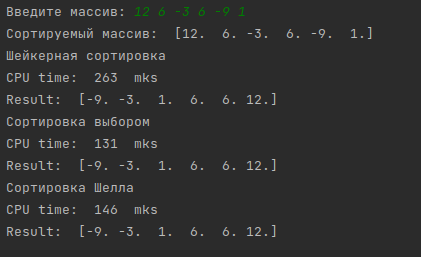 Введите массив: 12 6 -3 6 -9 1
Сортируемый массив:  [12.  6. -3.  6. -9.  1.]
Шейкерная сортировка
CPU time:  263  mks
Result:  [-9. -3.  1.  6.  6. 12.]
Сортировка выбором
CPU time:  131  mks
Result:  [-9. -3.  1.  6.  6. 12.]
Сортировка Шелла
CPU time:  146  mks
Result:  [-9. -3.  1.  6.  6. 12.]